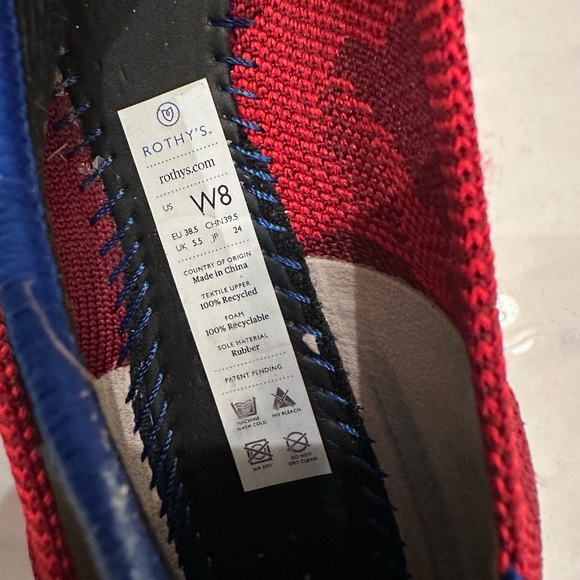 ROTHY'S.
rothys.com
US W8
EU 38.5 CHN 39.5
UK 5.5 JP 24
COUNTRY OF ORIGIN
Made in China
TEXTILE UPPER
100% Recycled
FOAM
100% Recyclable
SOLE MATERIAL
Rubber
PATENT PENDING
MACHINE WASH COLD
NO BLEACH
AIR DRY
DO NOT DRY CLEAN